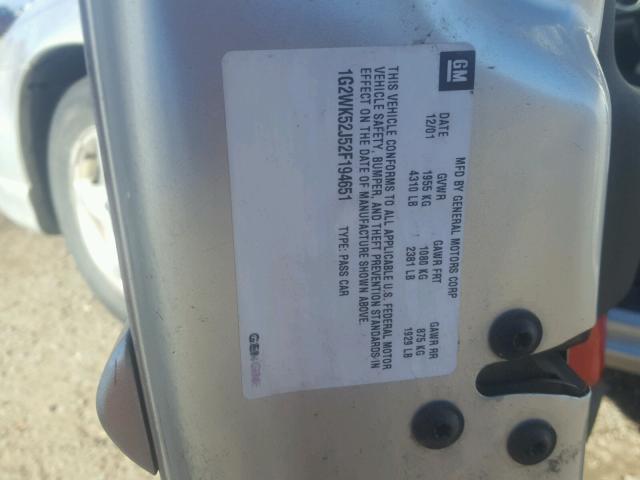 GM
MFD BY GENERAL MOTORS CORP
DATE GVWR GAWR FRT GAWR RR
12/01 1955 KG 1080 KG 875 KG
4310 LB 2381 LB 1929 LB
THIS VEHICLE CONFORMS TO ALL APPLICABLE U.S. FEDERAL MOTOR
VEHICLE SAFETY, BUMPER, AND THEFT PREVENTION STANDARDS IN
EFFECT ON THE DATE OF MANUFACTURE SHOWN ABOVE.
1G2WK52J52F194651 TYPE: PASS CAR